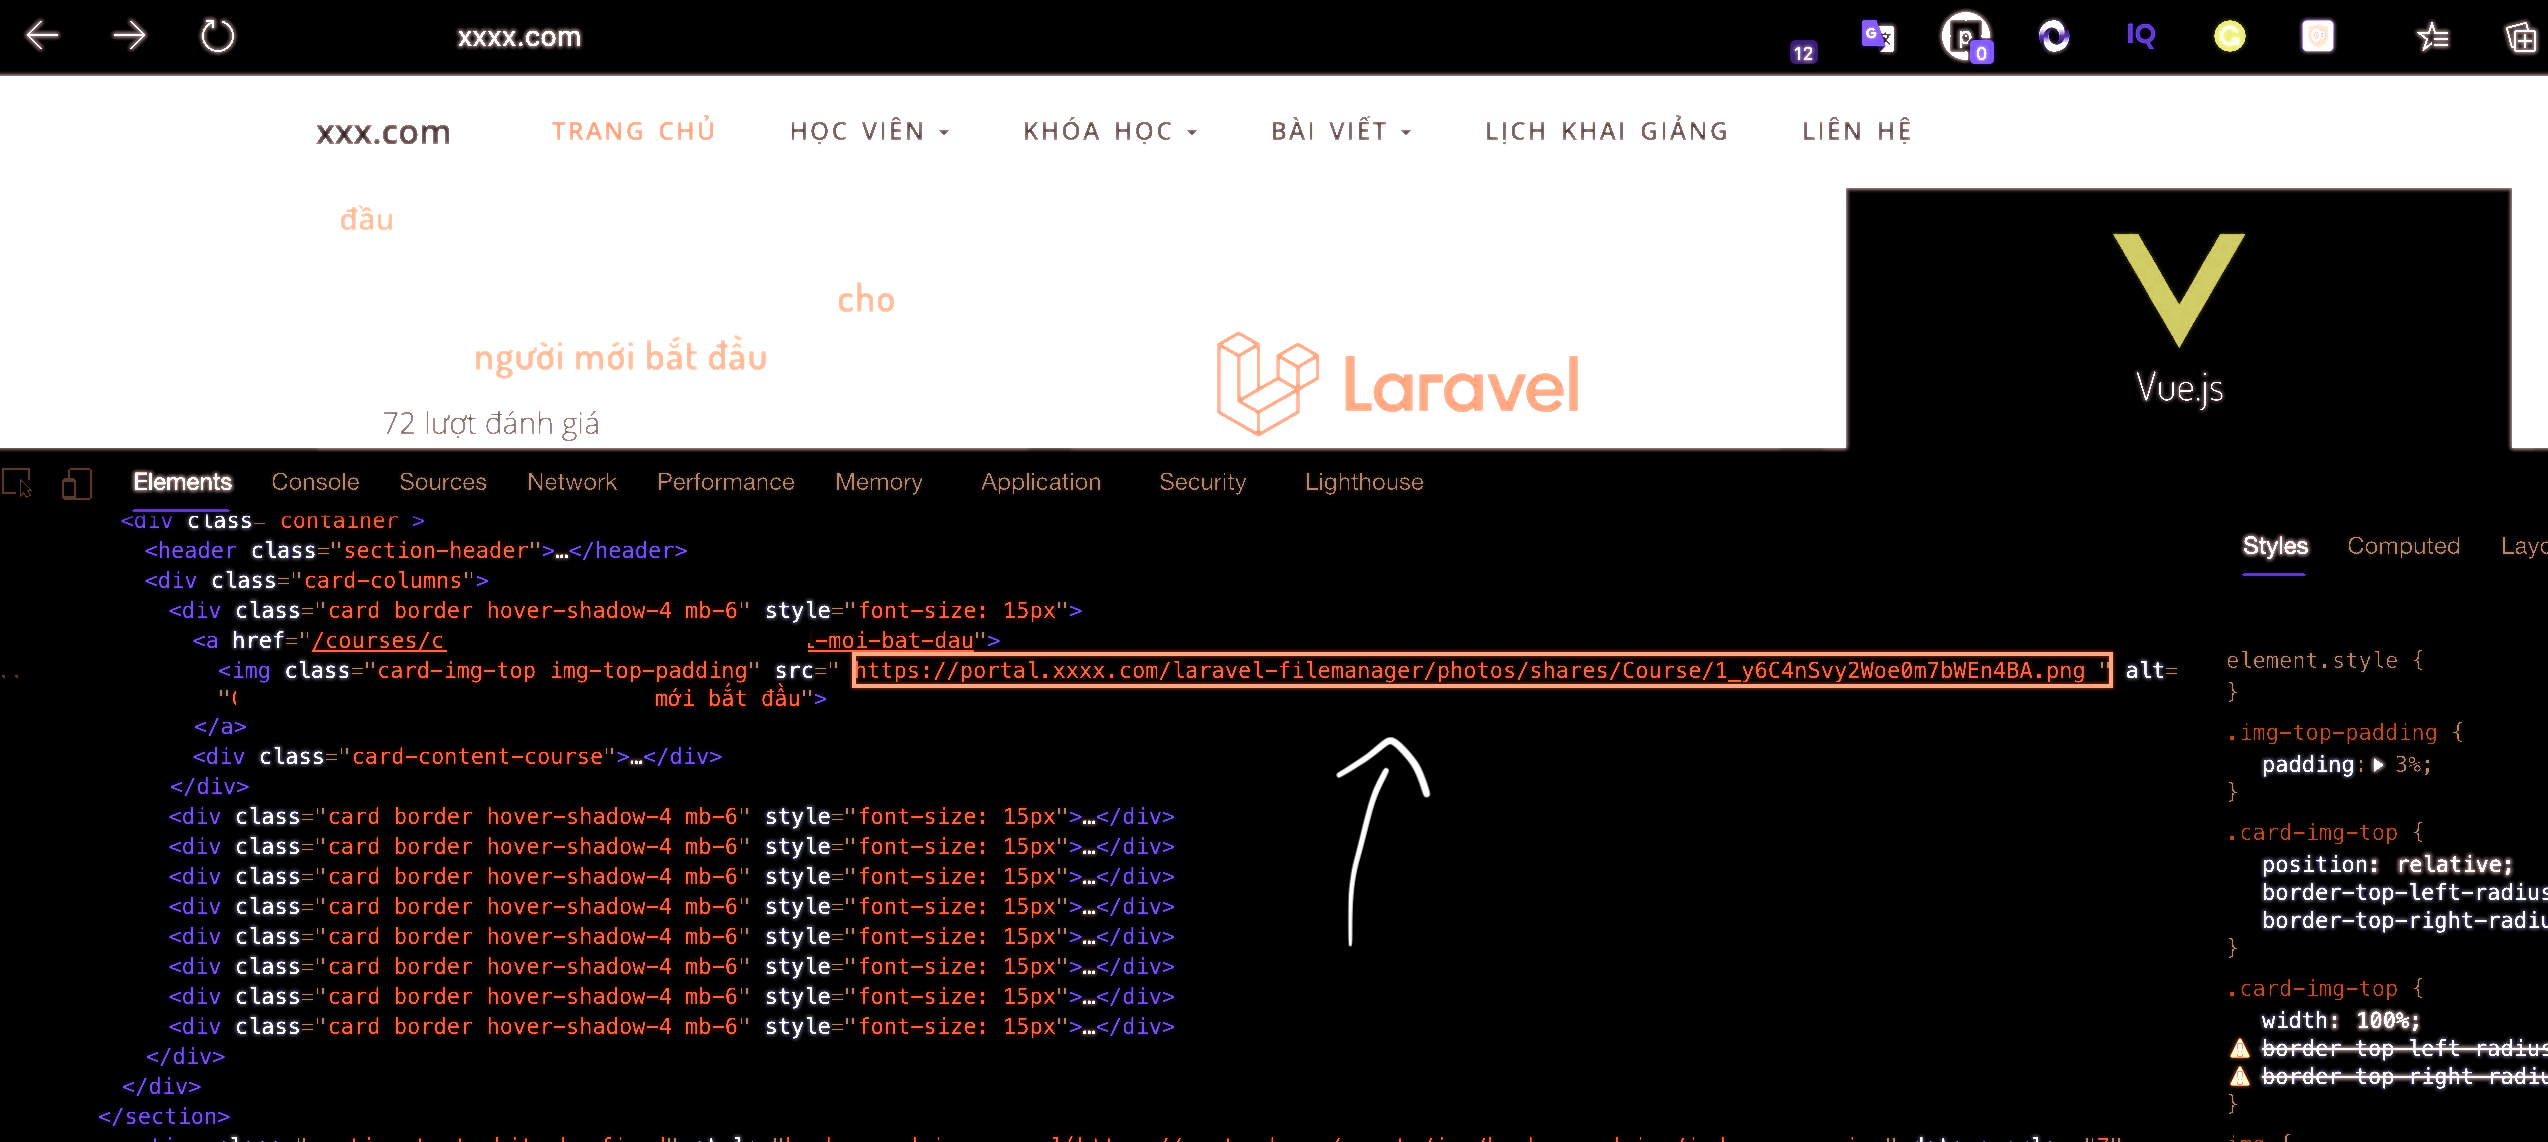 xxxx.com
12
G
p
0
IQ
xxx.com TRANG CHỦ HỌC VIÊN KHÓA HỌC BÀI VIẾT LỊCH KHAI GIẢNG LIÊN HỆ
đầu
cho
người mới bắt đầu
72 lượt đánh giá
Laravel
Vue.js
Elements Console Sources Network Performance Memory Application Security Lighthouse
<div class= container >
<header class="section-header">…</header>
<div class="card-columns">
<div class="card border hover-shadow-4 mb-6" style="font-size: 15px">
<a href="/courses/c -moi-bat-dau">
<img class="card-img-top img-top-padding" src=" https://portal.xxxx.com/laravel-filemanager/photos/shares/Course/1_y6C4nSvy2Woe0m7bWEn4BA.png " alt=
" mới bắt đầu">
</a>
<div class="card-content-course">…</div>
</div>
<div class="card border hover-shadow-4 mb-6" style="font-size: 15px">…</div>
<div class="card border hover-shadow-4 mb-6" style="font-size: 15px">…</div>
<div class="card border hover-shadow-4 mb-6" style="font-size: 15px">…</div>
<div class="card border hover-shadow-4 mb-6" style="font-size: 15px">…</div>
<div class="card border hover-shadow-4 mb-6" style="font-size: 15px">…</div>
<div class="card border hover-shadow-4 mb-6" style="font-size: 15px">…</div>
<div class="card border hover-shadow-4 mb-6" style="font-size: 15px">…</div>
<div class="card border hover-shadow-4 mb-6" style="font-size: 15px">…</div>
</div>
</div>
</section>
Styles Computed Layo
element.style {
}
.img-top-padding {
padding: 3%;
}
.card-img-top {
position: relative;
border-top-left-radius
border-top-right-radiu
}
.card-img-top {
width: 100%;
border-top-left-radius
border-top-right-radiu
}
img {